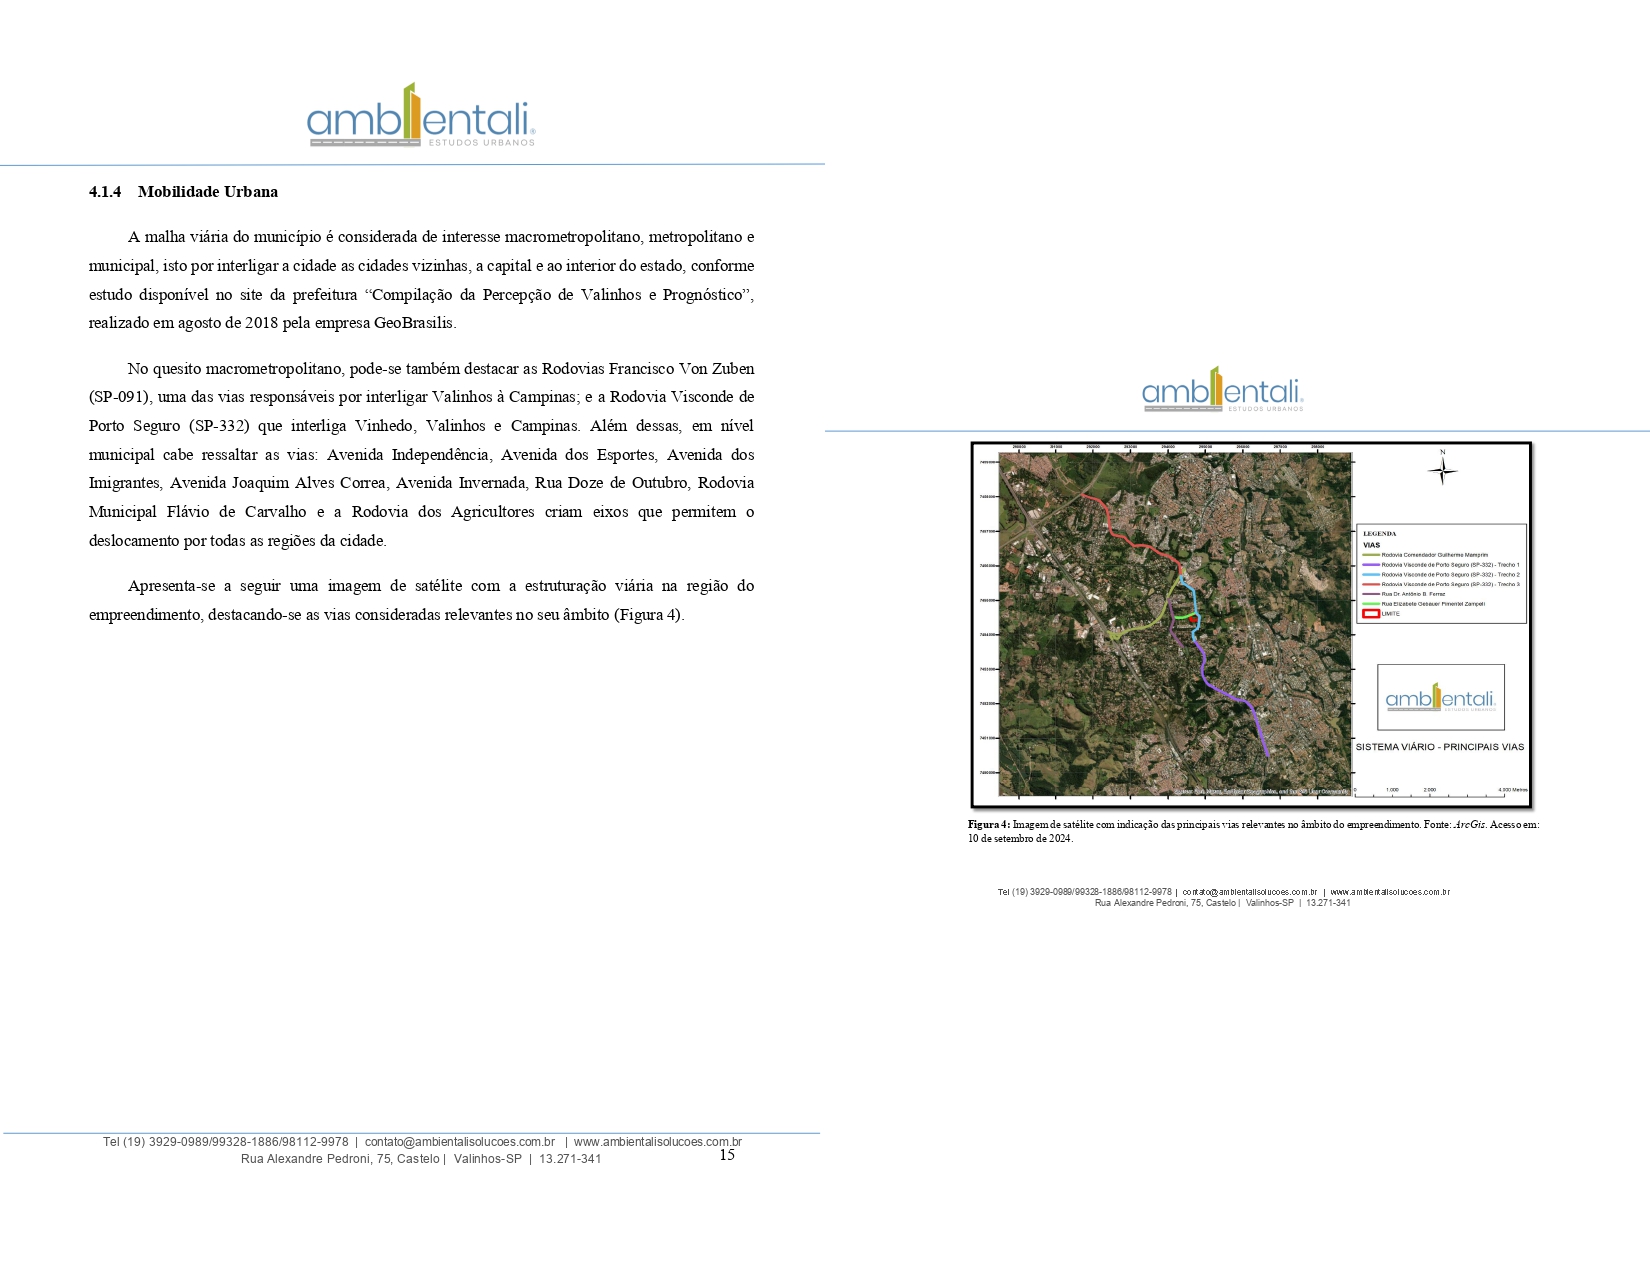 ambientali®
ESTUDOS URBANOS
4.1.4 Mobilidade Urbana
A malha viária do município é considerada de interesse macrometropolitano, metropolitano e
municipal, isto por interligar a cidade as cidades vizinhas, a capital e ao interior do estado, conforme
estudo disponível no site da prefeitura “Compilação da Percepção de Valinhos e Prognóstico”,
realizado em agosto de 2018 pela empresa GeoBrasilis.
No quesito macrometropolitano, pode-se também destacar as Rodovias Francisco Von Zuben
(SP-091), uma das vias responsáveis por interligar Valinhos à Campinas; e a Rodovia Visconde de
Porto Seguro (SP-332) que interliga Vinhedo, Valinhos e Campinas. Além dessas, em nível
municipal cabe ressaltar as vias: Avenida Independência, Avenida dos Esportes, Avenida dos
Imigrantes, Avenida Joaquim Alves Correa, Avenida Invernada, Rua Doze de Outubro, Rodovia
Municipal Flávio de Carvalho e a Rodovia dos Agricultores criam eixos que permitem o
deslocamento por todas as regiões da cidade.
Apresenta-se a seguir uma imagem de satélite com a estruturação viária na região do
empreendimento, destacando-se as vias consideradas relevantes no seu âmbito (Figura 4).
Tel (19) 3929-0989/99328-1886/98112-9978 | contato@ambientalisolucoes.com.br | www.ambientalisolucoes.com.br
Rua Alexandre Pedroni, 75, Castelo | Valinhos-SP | 13.271-341
15
ambientali®
ESTUDOS URBANOS
N
LEGENDA
VIAS
Rodovia Comendador Guilherme Mamprim
Rodovia Visconde de Porto Seguro (SP-332) - Trecho 1
Rodovia Visconde de Porto Seguro (SP-332) - Trecho 2
Rodovia Visconde de Porto Seguro (SP-332) - Trecho 3
Rua Dr. Antônio B. Ferraz
Rua Elizabete Gebauer Pimentel Zampeli
LIMITE
ambientali
ESTUDOS URBANOS
SISTEMA VIÁRIO - PRINCIPAIS VIAS
0 1.000 2.000 4.000 Metros
Figura 4: Imagem de satélite com indicação das principais vias relevantes no âmbito do empreendimento. Fonte: ArcGis. Acesso em:
10 de setembro de 2024.
Tel (19) 3929-0989/99328-1886/98112-9978 | contato@ambientalisolucoes.com.br | www.ambientalisolucoes.com.br
Rua Alexandre Pedroni, 75, Castelo | Valinhos-SP | 13.271-341